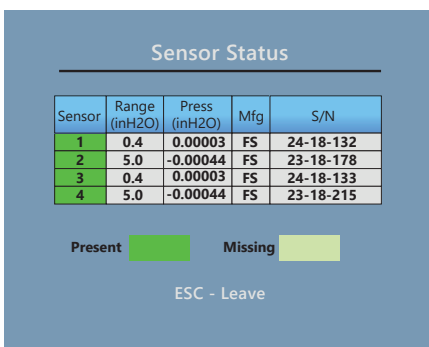 Sensor Status
Sensor Range (inH2O) Press (inH2O) Mfg S/N
1 0.4 0.00003 FS 24-18-132
2 5.0 -0.00044 FS 23-18-178
3 0.4 0.00003 FS 24-18-133
4 5.0 -0.00044 FS 23-18-215
Present Missing
ESC - Leave